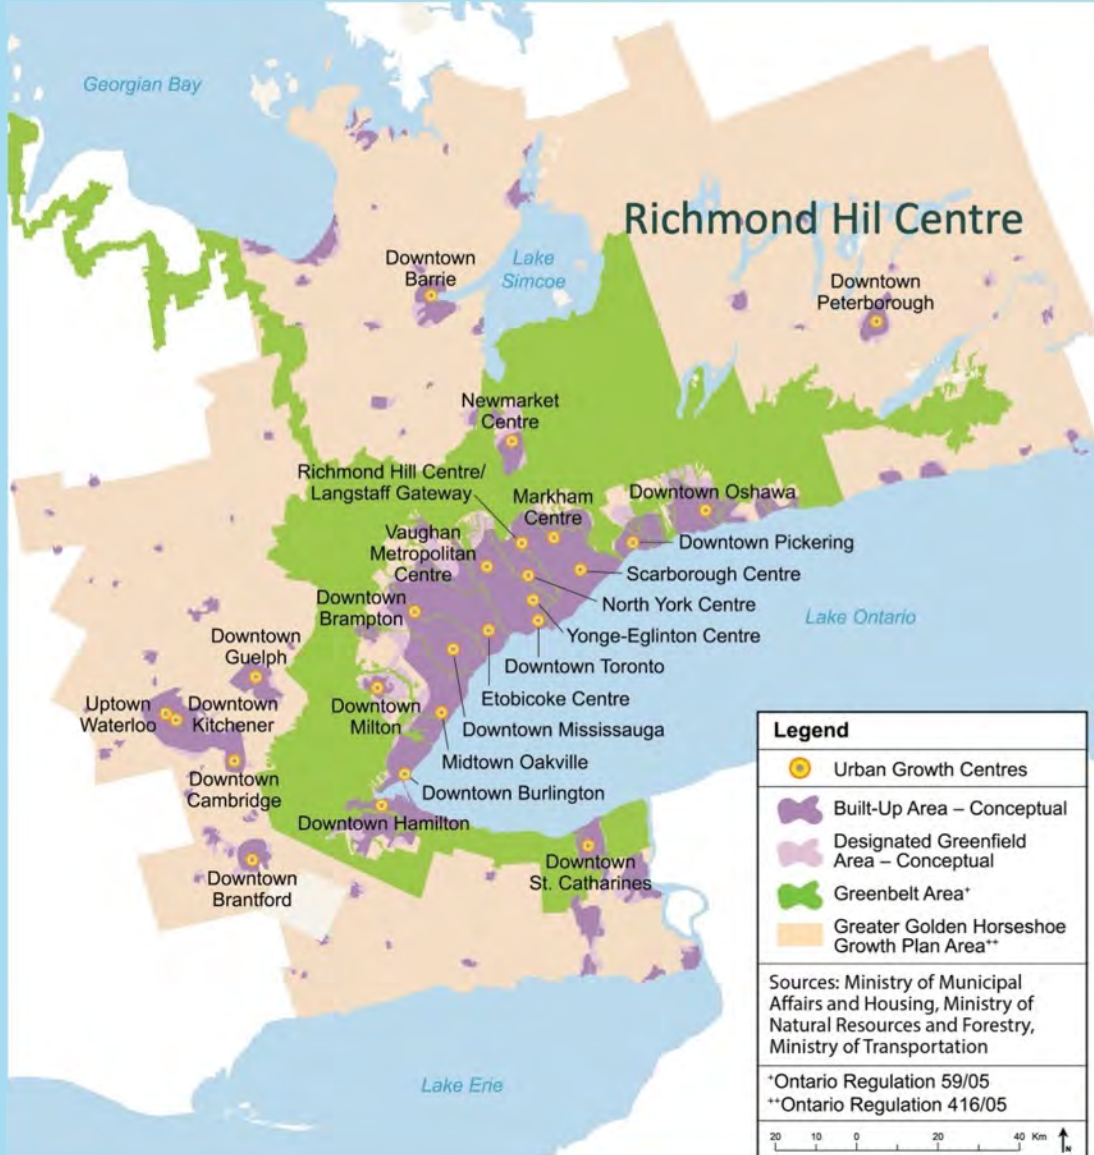 Georgian Bay
Richmond Hil Centre
Downtown
Barrie
Lake
Simcoe
Downtown
Peterborough
Newmarket
Centre
Richmond Hill Centre/
Langstaff Gateway
Markham
Centre
Downtown Oshawa
Vaughan
Metropolitan
Centre
Downtown Pickering
Scarborough Centre
Downtown
Brampton
North York Centre
Lake Ontario
Yonge-Eglinton Centre
Downtown
Guelph
Downtown Toronto
Etobicoke Centre
Uptown
Waterloo
Downtown
Kitchener
Downtown
Milton
Downtown Mississauga
Midtown Oakville
Downtown
Cambridge
Downtown Burlington
Downtown Hamilton
Downtown
St. Catharines
Downtown
Brantford
Lake Erie
Legend
Urban Growth Centres
Built-Up Area – Conceptual
Designated Greenfield
Area – Conceptual
Greenbelt Area+
Greater Golden Horseshoe
Growth Plan Area++
Sources: Ministry of Municipal
Affairs and Housing, Ministry of
Natural Resources and Forestry,
Ministry of Transportation
+Ontario Regulation 59/05
++Ontario Regulation 416/05
20 10 0 20 40 Km N